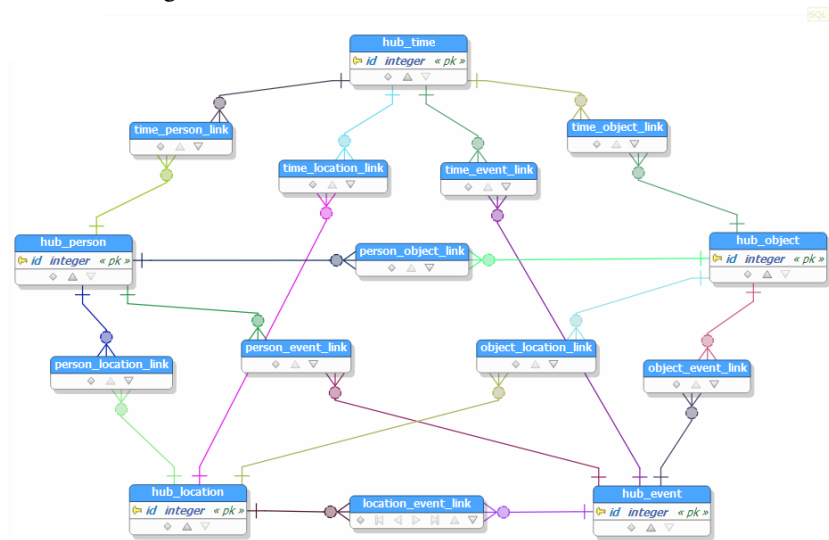 SQL
hub_time
id integer « pk »
time_person_link
time_object_link
time_location_link
time_event_link
hub_person
id integer « pk »
person_object_link
hub_object
id integer « pk »
person_event_link
object_location_link
person_location_link
object_event_link
hub_location
id integer « pk »
location_event_link
hub_event
id integer « pk »